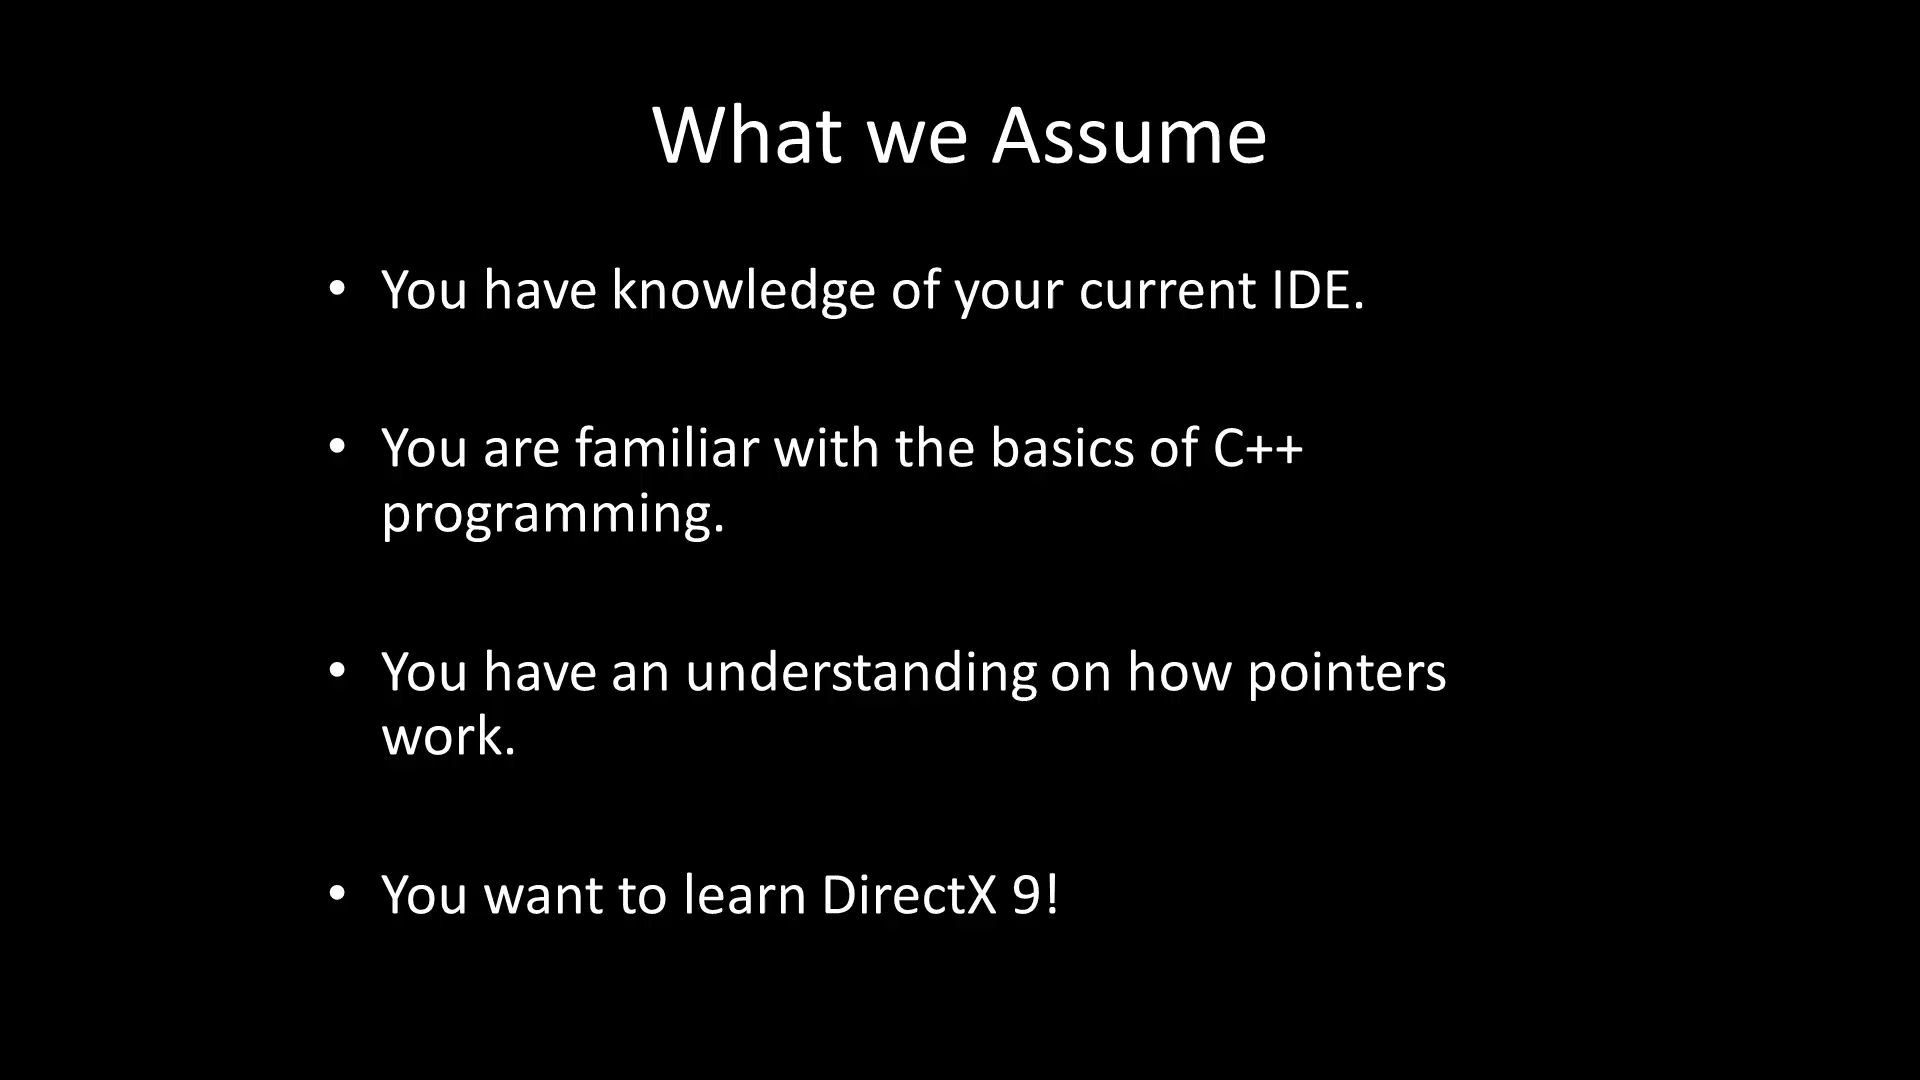 What we Assume
• You have knowledge of your current IDE.
• You are familiar with the basics of C++
programming.
• You have an understanding on how pointers
work.
• You want to learn DirectX 9!